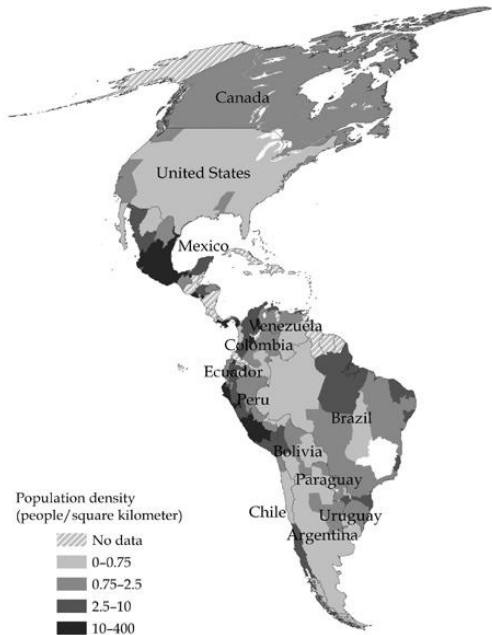 Canada
United States
Mexico
Venezuela
Colombia
Ecuador
Peru
Brazil
Bolivia
Paraguay
Chile
Uruguay
Argentina
Population density
(people/square kilometer)
No data
0–0.75
0.75–2.5
2.5–10
10–400